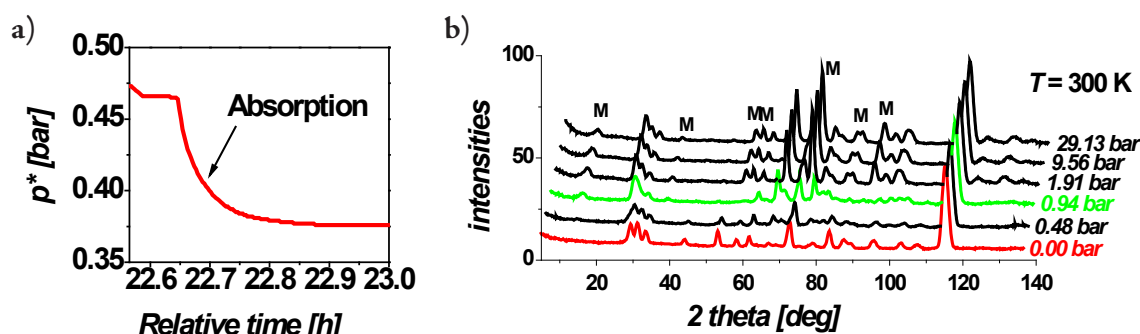 a)
p* [bar]
0.50
0.45
0.40
0.35
Absorption
22.6 22.7 22.8 22.9 23.0
Relative time [h]
b)
intensities
100
50
0
M M M M M M M
T = 300 K
29.13 bar
9.56 bar
1.91 bar
0.94 bar
0.48 bar
0.00 bar
20 40 60 80 100 120 140
2 theta [deg]